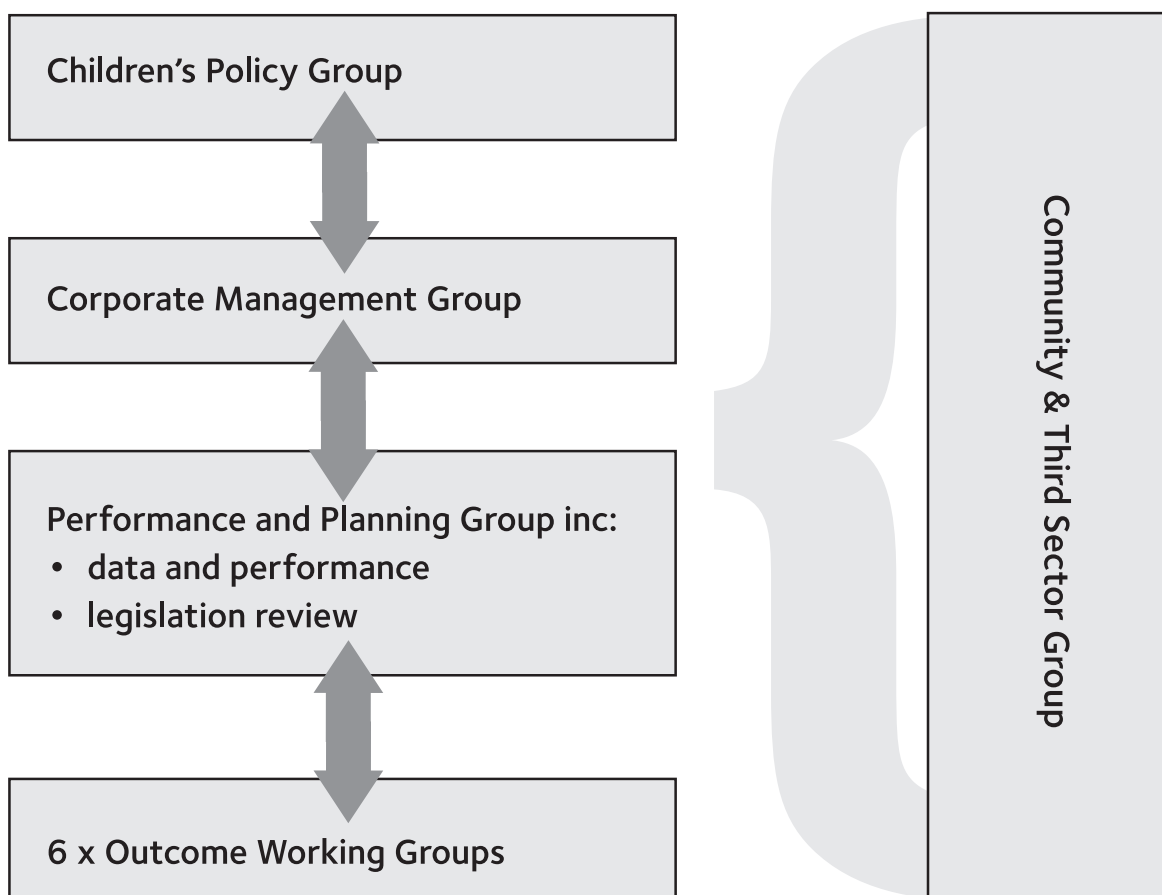 Children’s Policy Group
Corporate Management Group
Performance and Planning Group inc:
• data and performance
• legislation review
6 x Outcome Working Groups
Community & Third Sector Group